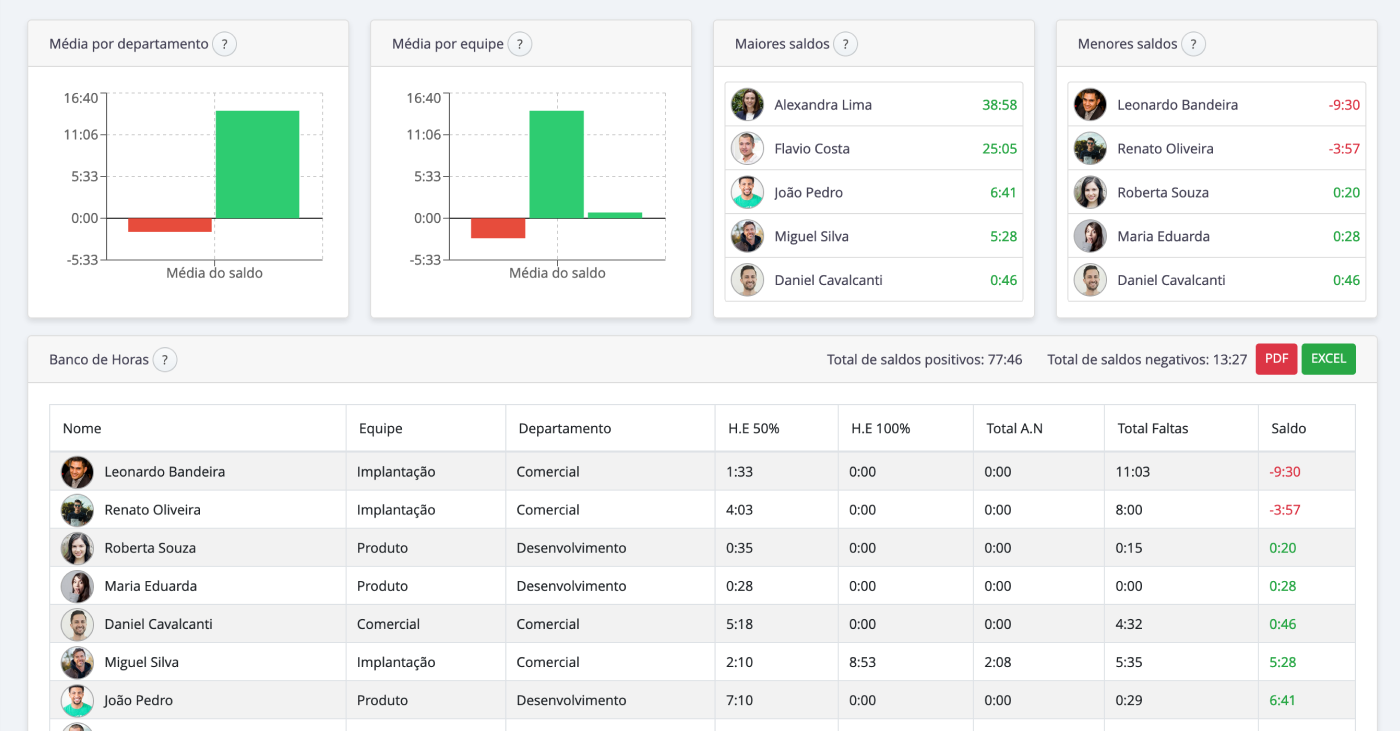 Média por departamento ?
16:40
11:06
5:33
0:00
-5:33
Média do saldo
Média por equipe ?
16:40
11:06
5:33
0:00
-5:33
Média do saldo
Maiores saldos ?
Alexandra Lima 38:58
Flavio Costa 25:05
João Pedro 6:41
Miguel Silva 5:28
Daniel Cavalcanti 0:46
Menores saldos ?
Leonardo Bandeira -9:30
Renato Oliveira -3:57
Roberta Souza 0:20
Maria Eduarda 0:28
Daniel Cavalcanti 0:46
Banco de Horas ? Total de saldos positivos: 77:46 Total de saldos negativos: 13:27 PDF EXCEL
Nome Equipe Departamento H.E 50% H.E 100% Total A.N Total Faltas Saldo
Leonardo Bandeira Implantação Comercial 1:33 0:00 0:00 11:03 -9:30
Renato Oliveira Implantação Comercial 4:03 0:00 0:00 8:00 -3:57
Roberta Souza Produto Desenvolvimento 0:35 0:00 0:00 0:15 0:20
Maria Eduarda Produto Desenvolvimento 0:28 0:00 0:00 0:00 0:28
Daniel Cavalcanti Comercial Comercial 5:18 0:00 0:00 4:32 0:46
Miguel Silva Implantação Comercial 2:10 8:53 2:08 5:35 5:28
João Pedro Produto Desenvolvimento 7:10 0:00 0:00 0:29 6:41